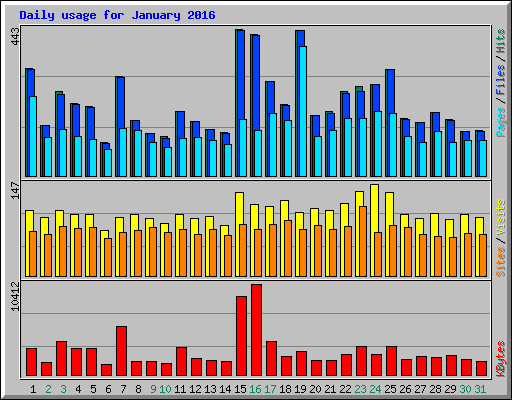 Daily usage for January 2016
443
Pages / Files / Hits
147
Sites / Visits
10412
KBytes
1 2 3 4 5 6 7 8 9 10 11 12 13 14 15 16 17 18 19 20 21 22 23 24 25 26 27 28 29 30 31